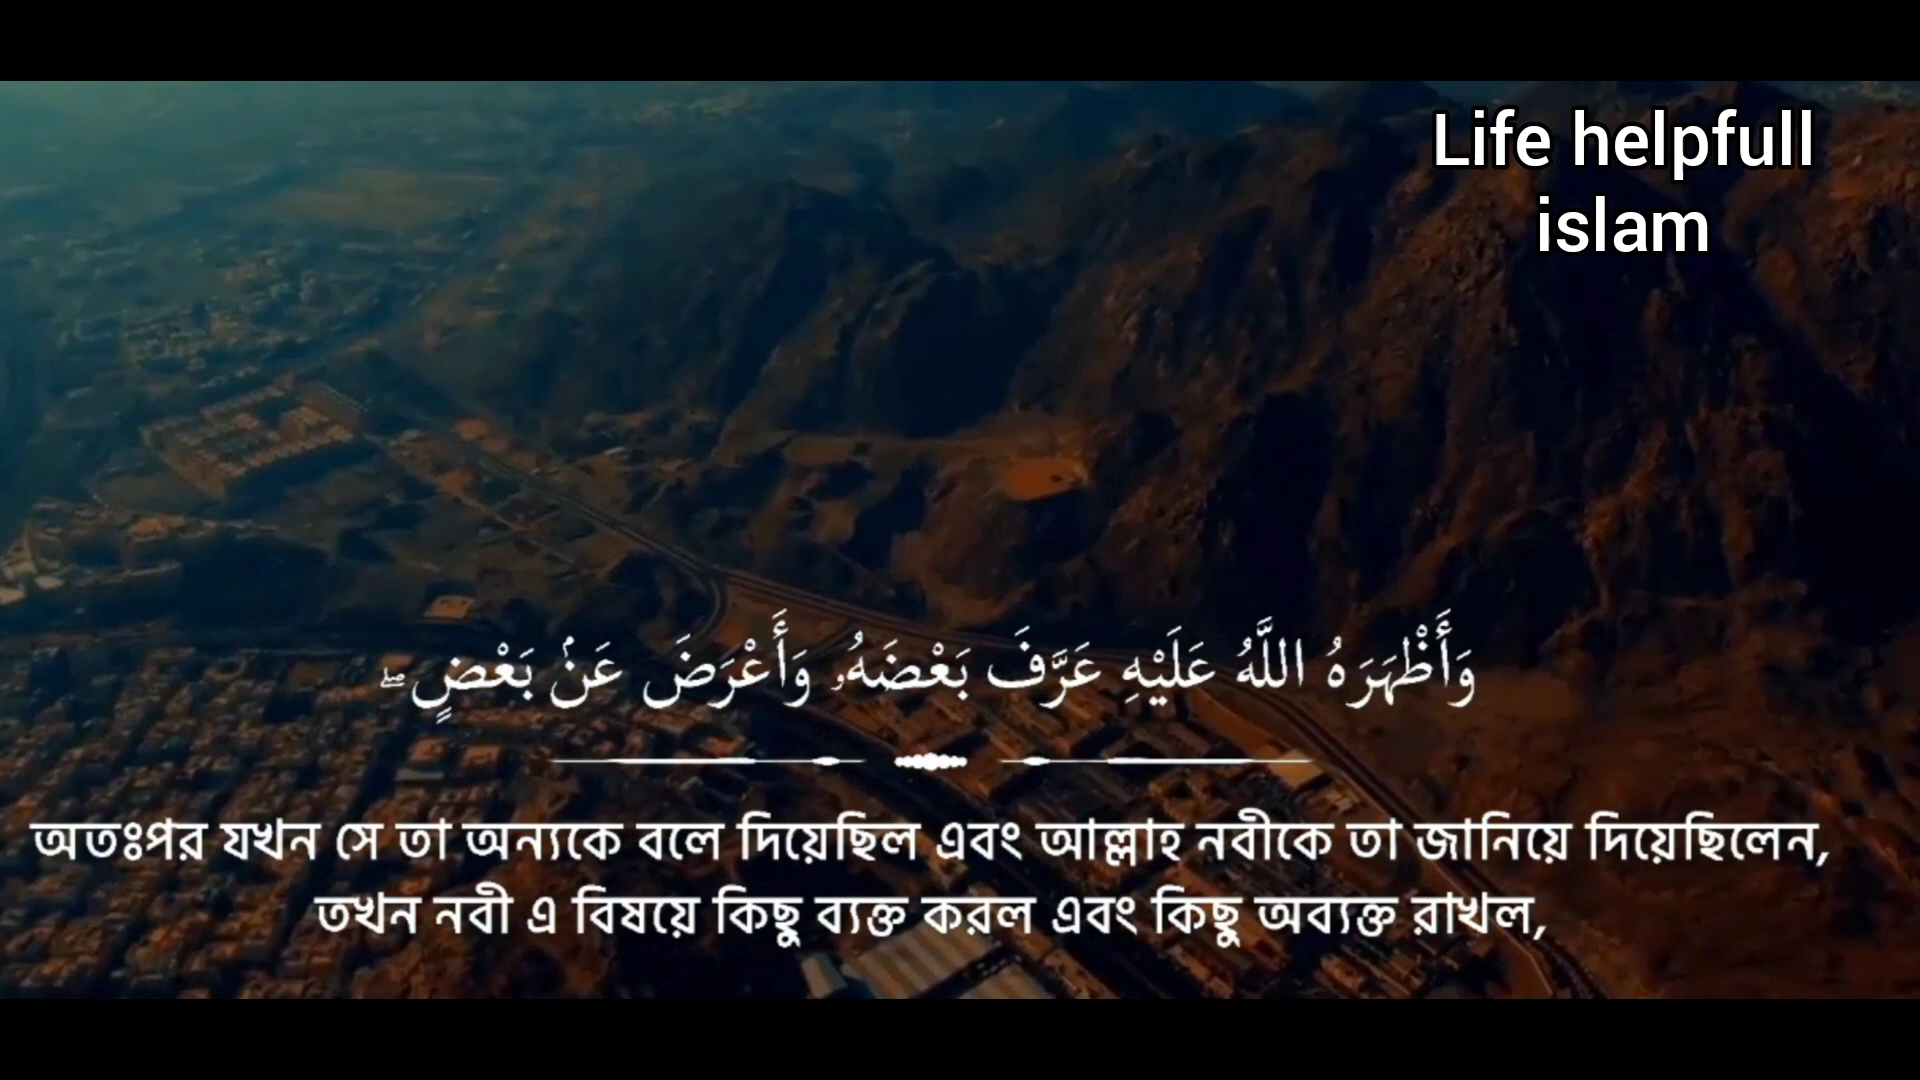 Life helpfull
islam
وَأَظْهَرَهُ اللَّهُ عَلَيْهِ عَرَّفَ بَعْضَهُۥ وَأَعْرَضَ عَنۢ بَعْضٍ ۖ
অতঃপর যখন সে তা অন্যকে বলে দিয়েছিল এবং আল্লাহ নবীকে তা জানিয়ে দিয়েছিলেন,
তখন নবী এ বিষয়ে কিছু ব্যক্ত করল এবং কিছু অব্যক্ত রাখল,